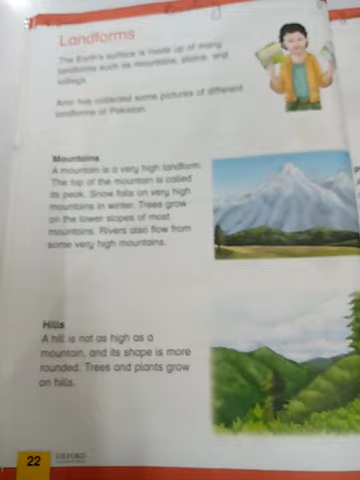 Landforms
The Earth's surface is made up of many
landforms such as mountains, plains, and
valleys.
Amir has collected some pictures of different
landforms of Pakistan.
Mountains
A mountain is a very high landform.
The top of the mountain is called
its peak. Snow falls on very high
mountains in winter. Trees grow
on the lower slopes of most
mountains. Rivers also flow from
some very high mountains.
Hills
A hill is not as high as a
mountain, and its shape is more
rounded. Trees and plants grow
on hills.
22
OXFORD